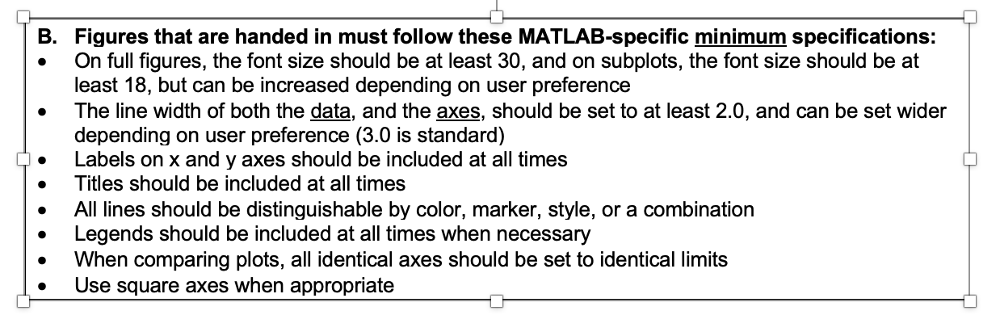 B. Figures that are handed in must follow these MATLAB-specific minimum specifications:
• On full figures, the font size should be at least 30, and on subplots, the font size should be at
least 18, but can be increased depending on user preference
• The line width of both the data, and the axes, should be set to at least 2.0, and can be set wider
depending on user preference (3.0 is standard)
• Labels on x and y axes should be included at all times
• Titles should be included at all times
• All lines should be distinguishable by color, marker, style, or a combination
• Legends should be included at all times when necessary
• When comparing plots, all identical axes should be set to identical limits
• Use square axes when appropriate